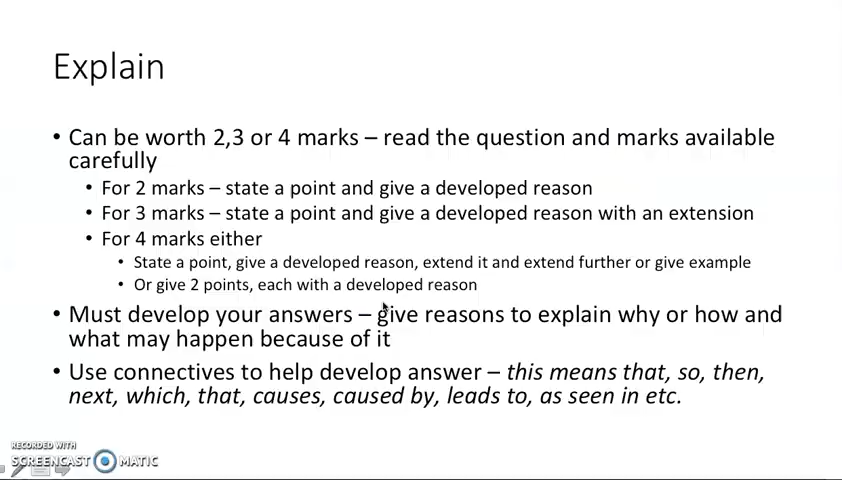 Explain
• Can be worth 2,3 or 4 marks – read the question and marks available
carefully
• For 2 marks – state a point and give a developed reason
• For 3 marks – state a point and give a developed reason with an extension
• For 4 marks either
• State a point, give a developed reason, extend it and extend further or give example
• Or give 2 points, each with a developed reason
• Must develop your answers – give reasons to explain why or how and
what may happen because of it
• Use connectives to help develop answer – this means that, so, then,
next, which, that, causes, caused by, leads to, as seen in etc.
RECORDED WITH
SCREENCAST MATIC